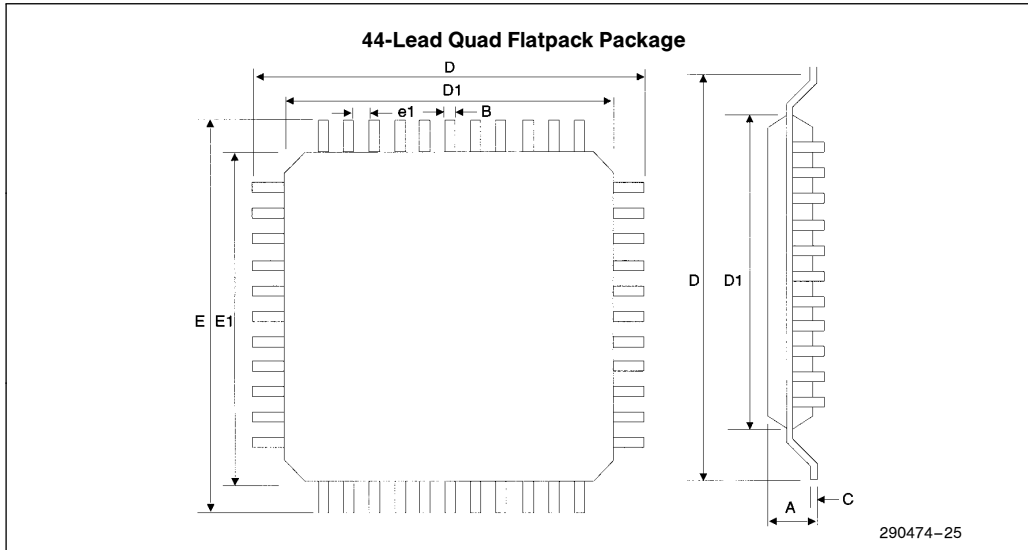 44-Lead Quad Flatpack Package
D
D1
e1
B
E
E1
D
D1
A
C
290474–25